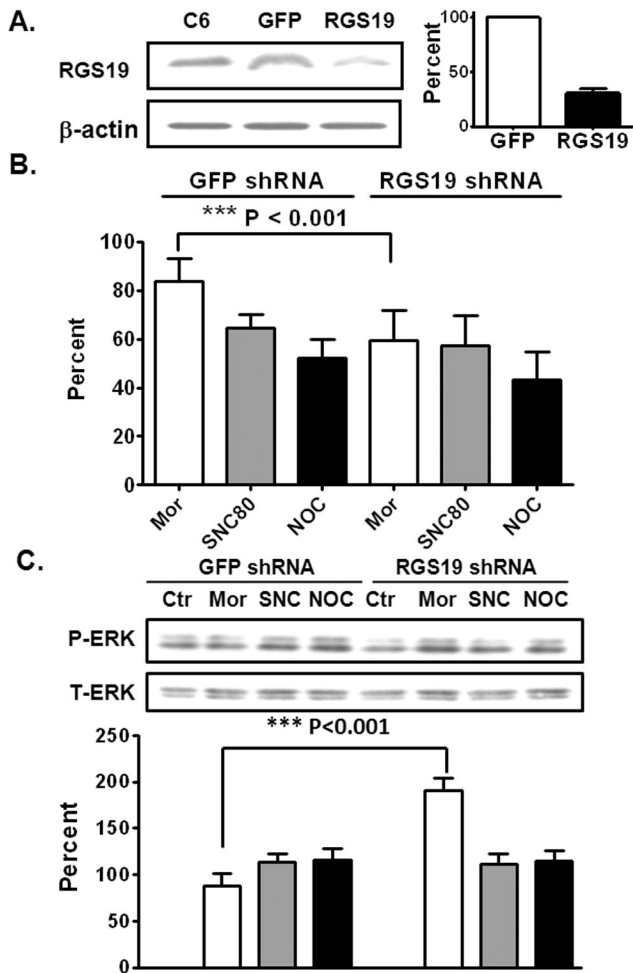 A.
C6 GFP RGS19
RGS19
β-actin
Percent
100
50
0
GFP RGS19
B.
GFP shRNA RGS19 shRNA
*** P < 0.001
Percent
100
80
60
40
20
0
Mor SNC80 NOC Mor SNC80 NOC
C.
GFP shRNA RGS19 shRNA
Ctr Mor SNC NOC Ctr Mor SNC NOC
P-ERK
T-ERK
*** P<0.001
Percent
250
200
150
100
50
0